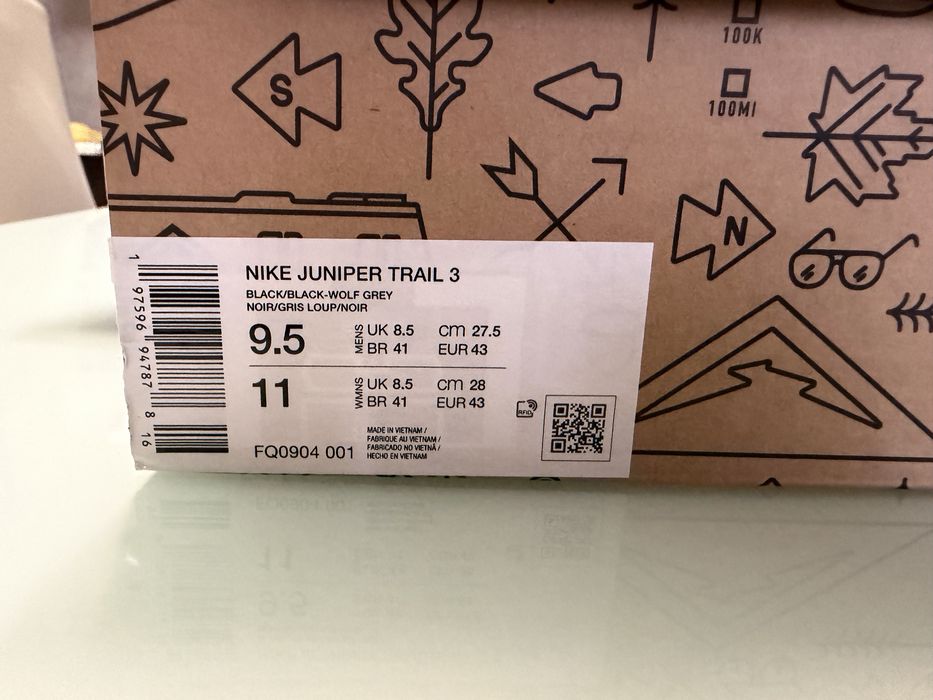 100K
100MI
S
N
NIKE JUNIPER TRAIL 3
BLACK/BLACK-WOLF GREY
NOIR/GRIS LOUP/NOIR
9.5
MENS
UK 8.5 cm 27.5
BR 41 EUR 43
11
WMNS
UK 8.5 cm 28
BR 41 EUR 43
FQ0904 001
MADE IN VIETNAM /
FABRIQUE AU VIETNAM /
FABRICADO NO VIETNÃ /
HECHO EN VIETNAM
RFID
1 97596 94787 8 16